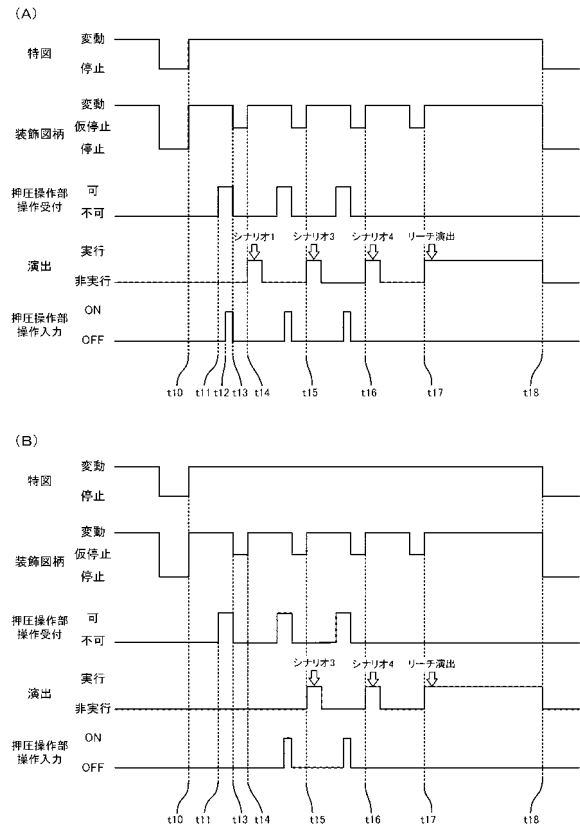 (A)
特図
変動
停止
装飾図柄
変動
仮停止
停止
押圧操作部
操作受付
可
不可
演出
実行
非実行
シナリオ1
シナリオ3
シナリオ4
リーチ演出
押圧操作部
操作入力
ON
OFF
t10 t11 t12 t13 t14 t15 t16 t17 t18
(B)
特図
変動
停止
装飾図柄
変動
仮停止
停止
押圧操作部
操作受付
可
不可
演出
実行
非実行
シナリオ3
シナリオ4
リーチ演出
押圧操作部
操作入力
ON
OFF
t10 t11 t13 t14 t15 t16 t17 t18